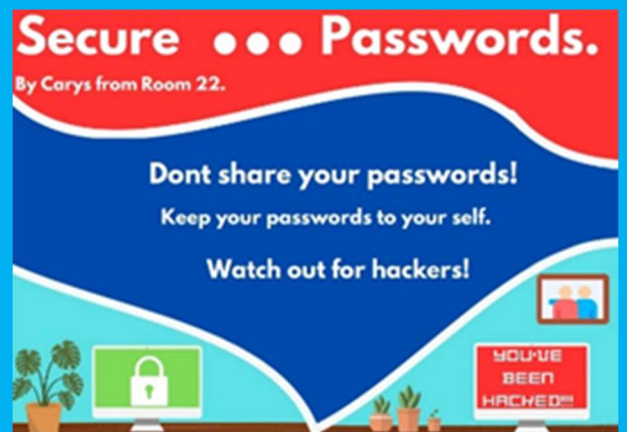 Secure ●●● Passwords.
By Carys from Room 22.
Dont share your passwords!
Keep your passwords to your self.
Watch out for hackers!
YOU'VE
BEEN
HACKED!!!